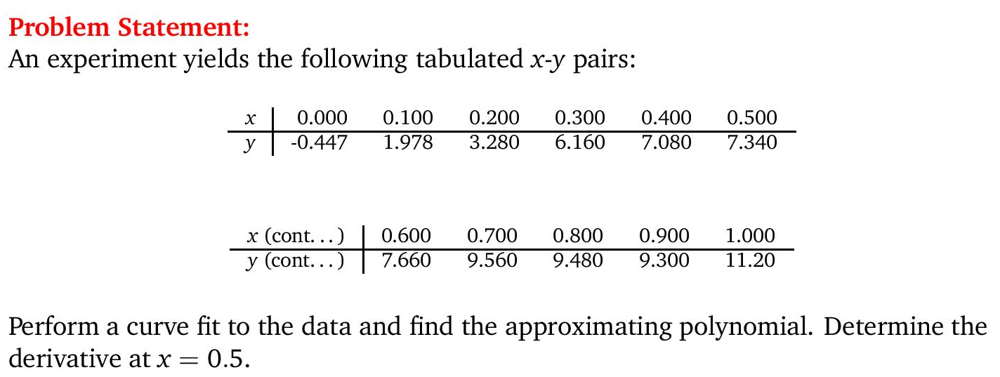 Problem Statement:
An experiment yields the following tabulated x-y pairs:
x 0.000 0.100 0.200 0.300 0.400 0.500
y -0.447 1.978 3.280 6.160 7.080 7.340
x (cont...) 0.600 0.700 0.800 0.900 1.000
y (cont...) 7.660 9.560 9.480 9.300 11.20
Perform a curve fit to the data and find the approximating polynomial. Determine the
derivative at x = 0.5.